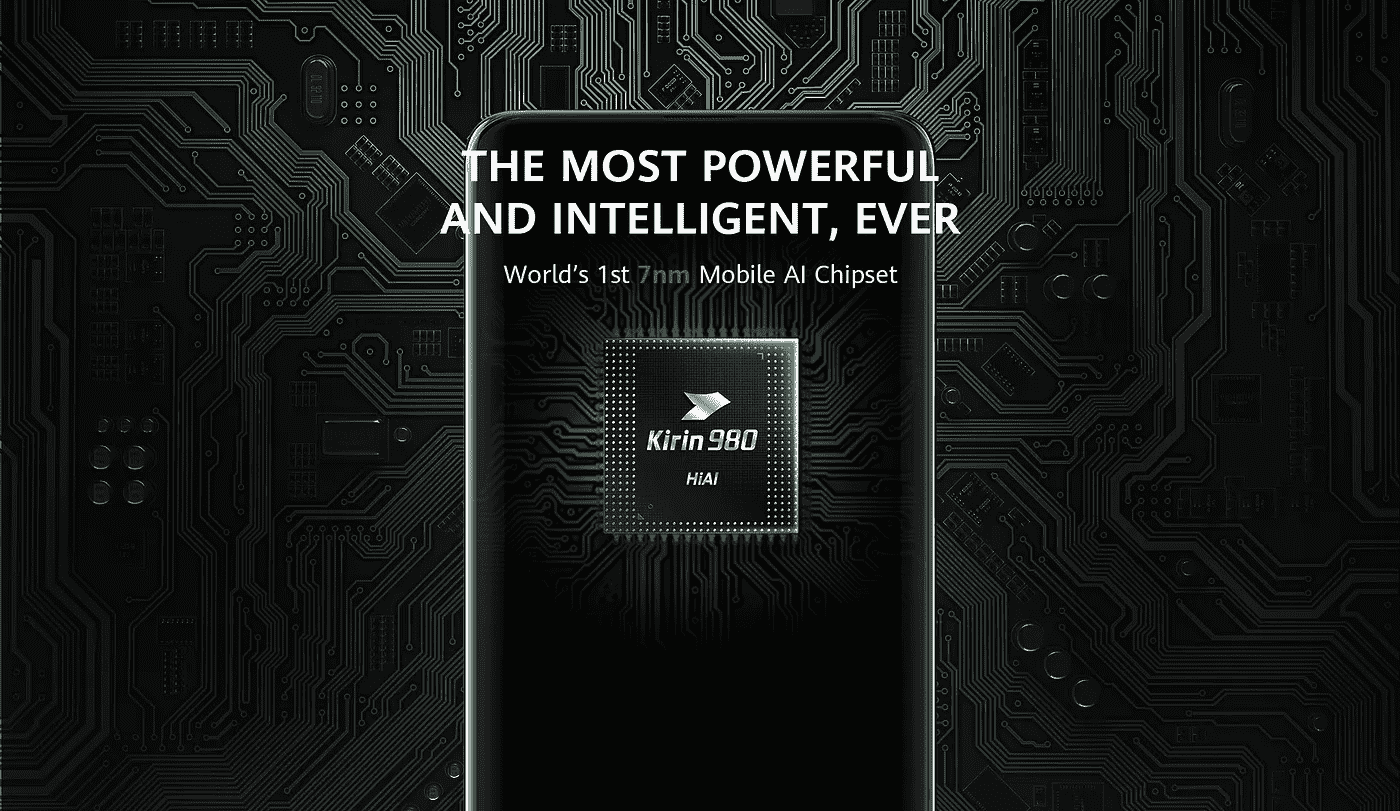 THE MOST POWERFUL
AND INTELLIGENT, EVER
World’s 1st 7nm Mobile AI Chipset
Kirin 980
HiAI